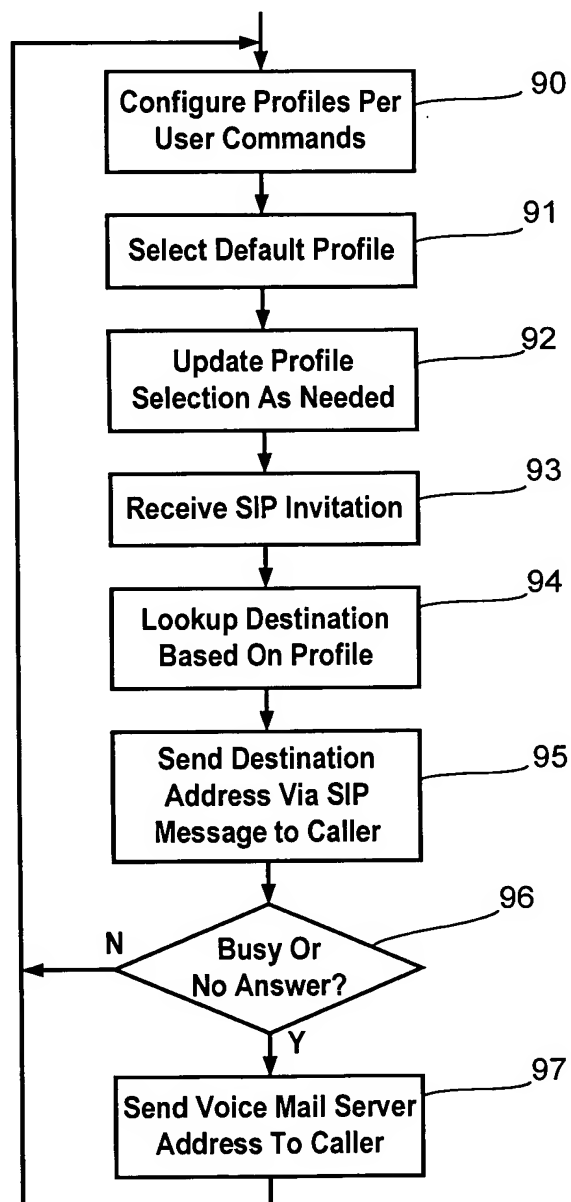 90
Configure Profiles Per
User Commands
91
Select Default Profile
92
Update Profile
Selection As Needed
93
Receive SIP Invitation
94
Lookup Destination
Based On Profile
95
Send Destination
Address Via SIP
Message to Caller
96
N
Busy Or
No Answer?
Y
97
Send Voice Mail Server
Address To Caller